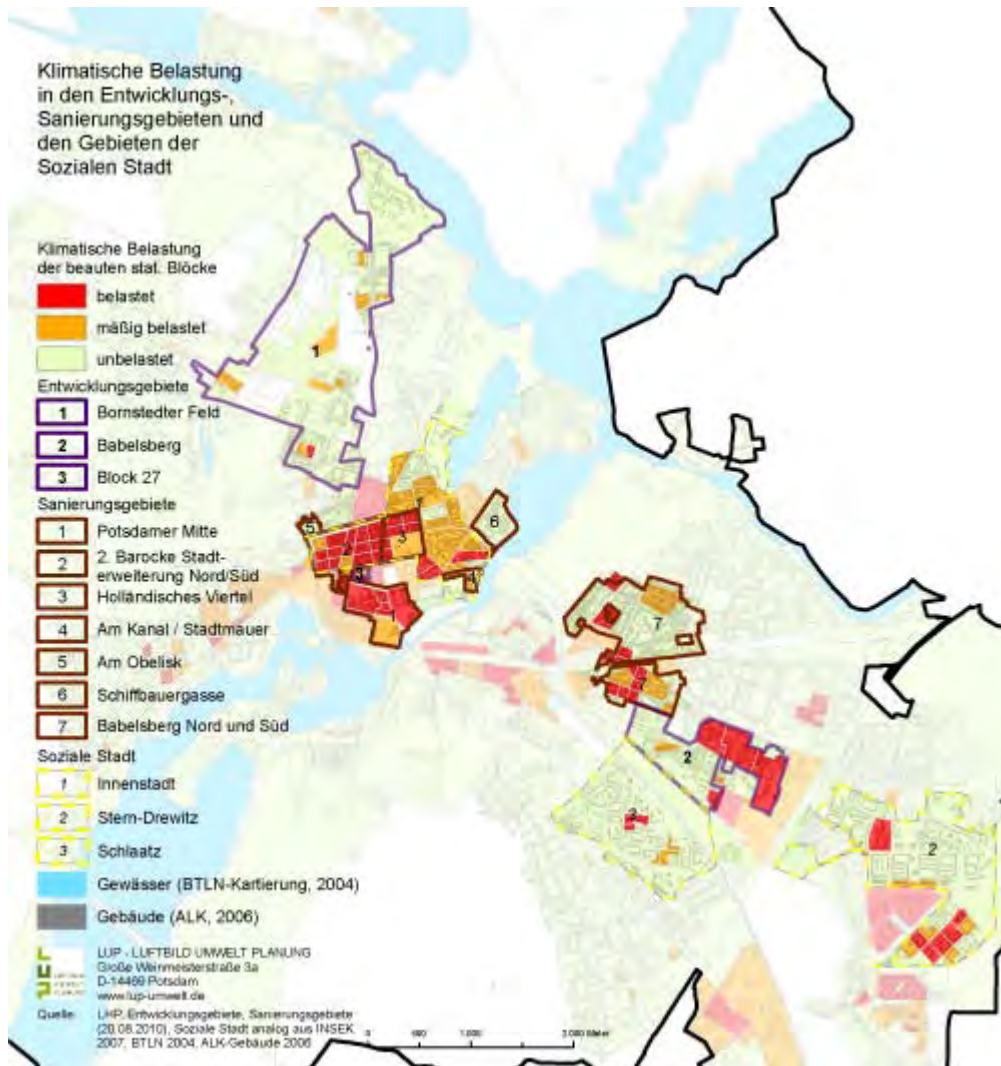 Klimatische Belastung
in den Entwicklungs-,
Sanierungsgebieten und
den Gebieten der
Sozialen Stadt
Klimatische Belastung
der beauten stat. Blöcke
belastet
mäßig belastet
unbelastet
Entwicklungsgebiete
1 Bornstedter Feld
2 Babelsberg
3 Block 27
Sanierungsgebiete
1 Potsdamer Mitte
2 2. Barocke Stadt-
erweiterung Nord/Süd
3 Holländisches Viertel
4 Am Kanal / Stadtmauer
5 Am Obelisk
6 Schiffbauergasse
7 Babelsberg Nord und Süd
Soziale Stadt
1 Innenstadt
2 Stern-Drewitz
3 Schlaatz
Gewässer (BTLN-Kartierung, 2004)
Gebäude (ALK, 2006)
LUP - LUFTBILD UMWELT PLANUNG
Große Weinmeisterstraße 3a
D-14469 Potsdam
www.lup-umwelt.de
Quelle: LHP, Entwicklungsgebiete, Sanierungsgebiete
(20.08.2010), Soziale Stadt analog aus INSEK
2007, BTLN 2004, ALK-Gebäude 2006
0 500 1.000 2.000 Meter
1
5
2
3
6
3
4
1
7
2
3
2